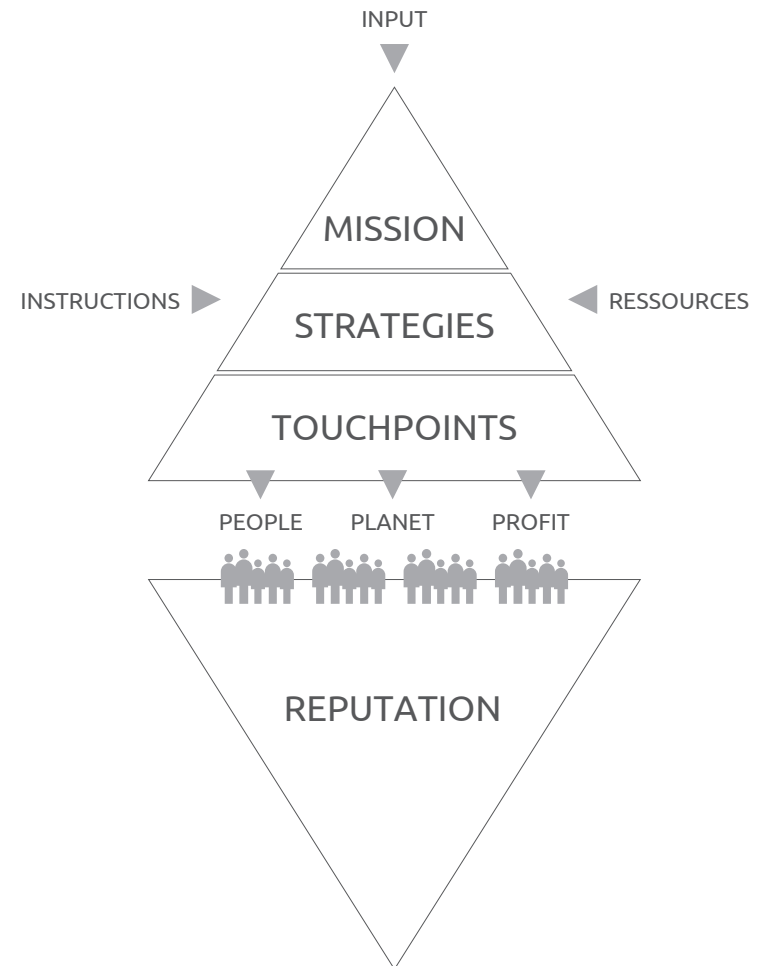 INPUT
MISSION
INSTRUCTIONS
RESSOURCES
STRATEGIES
TOUCHPOINTS
PEOPLE PLANET PROFIT
REPUTATION